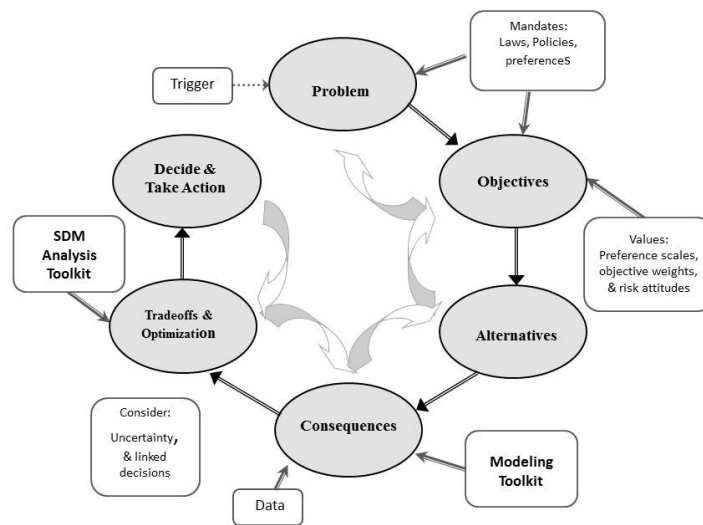 Mandates:
Laws, Policies,
preferences
Trigger
Problem
Decide &
Take Action
Objectives
SDM
Analysis
Toolkit
Values:
Preference scales,
objective weights,
& risk attitudes
Tradeoffs &
Optimization
Alternatives
Consider:
Uncertainty,
& linked
decisions
Consequences
Modeling
Toolkit
Data